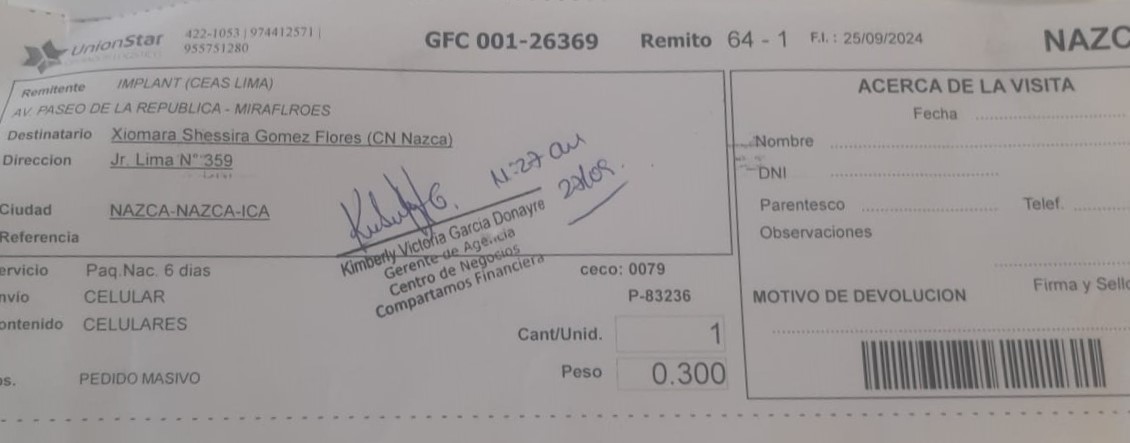 UnionStar
422-1053 | 974412571 |
955751280
GFC 001-26369 Remito 64 - 1 F.I. : 25/09/2024 NAZC
Remitente IMPLANT (CEAS LIMA)
AV. PASEO DE LA REPUBLICA - MIRAFLROES
Destinatario Xiomara Shessira Gomez Flores (CN Nazca)
Direccion Jr. Lima N° 359
Ciudad NAZCA-NAZCA-ICA
Referencia
27/09.
Kimberly Victoria Garcia Donayre
Gerente de Agencia
Centro de Negocios
Compartamos Financiera
ervicio Paq.Nac. 6 dias ceco: 0079
nvio CELULAR P-83236
ontenido CELULARES
Cant/Unid. 1
os. PEDIDO MASIVO Peso 0.300
ACERCA DE LA VISITA
Fecha
Nombre
DNI
Parentesco Telef.
Observaciones
Firma y Sello
MOTIVO DE DEVOLUCION